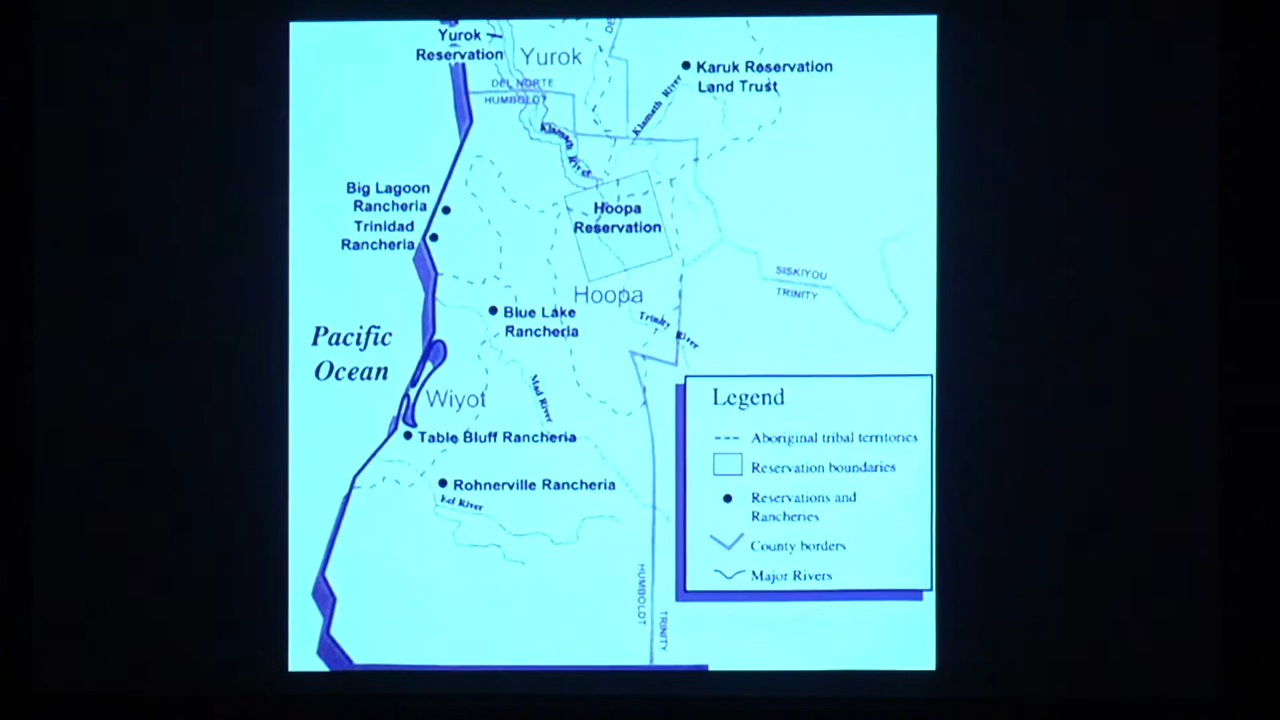 Yurok
Reservation
Yurok
DE
Karuk Reservation
Land Trust
DEL NORTE
HUMBOLDT
Klamath River
Klamath River
Big Lagoon
Rancheria
Trinidad
Rancheria
Hoopa
Reservation
SISKIYOU
TRINITY
Hoopa
Blue Lake
Rancheria
Trinity River
Pacific
Ocean
Mad River
Wiyot
Table Bluff Rancheria
Rohnerville Rancheria
Eel River
HUMBOLDT
TRINITY
Legend
Aboriginal tribal territories
Reservation boundaries
Reservations and
Rancheries
County borders
Major Rivers